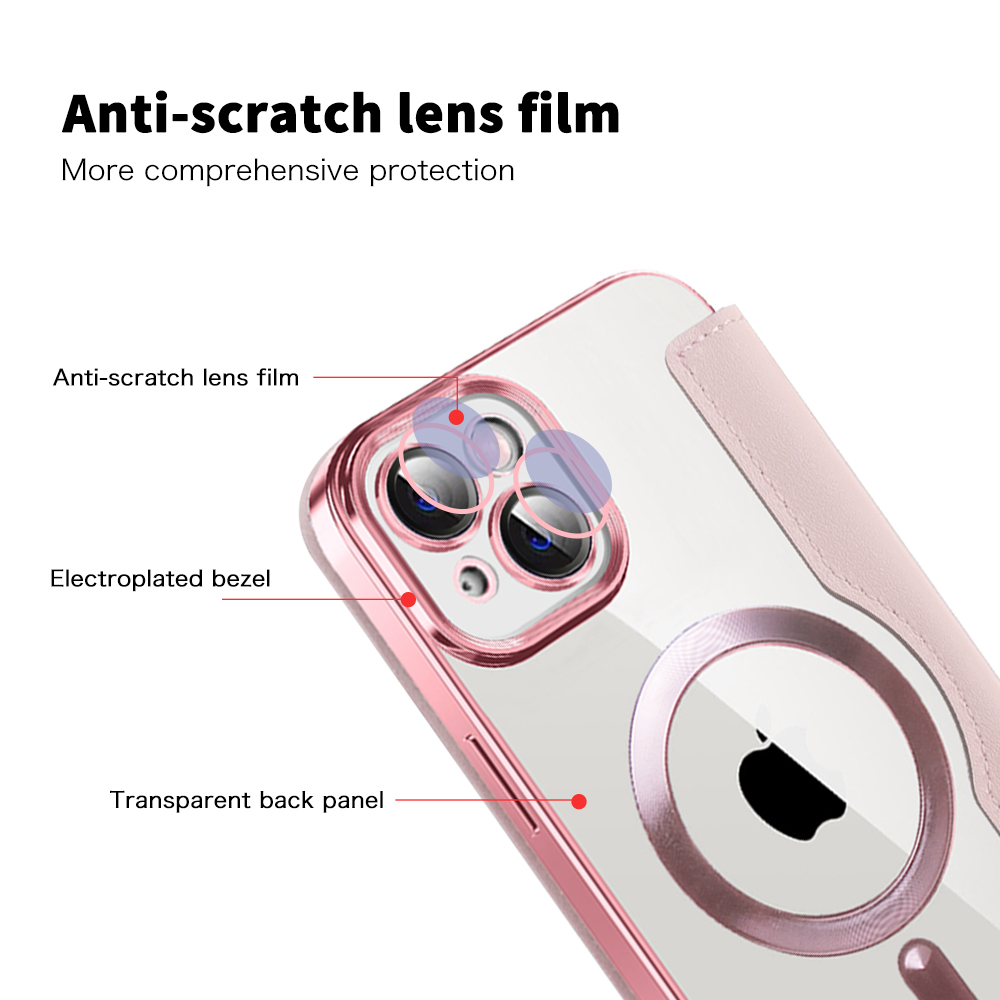 Anti-scratch lens film
More comprehensive protection
Anti-scratch lens film
Electroplated bezel
Transparent back panel